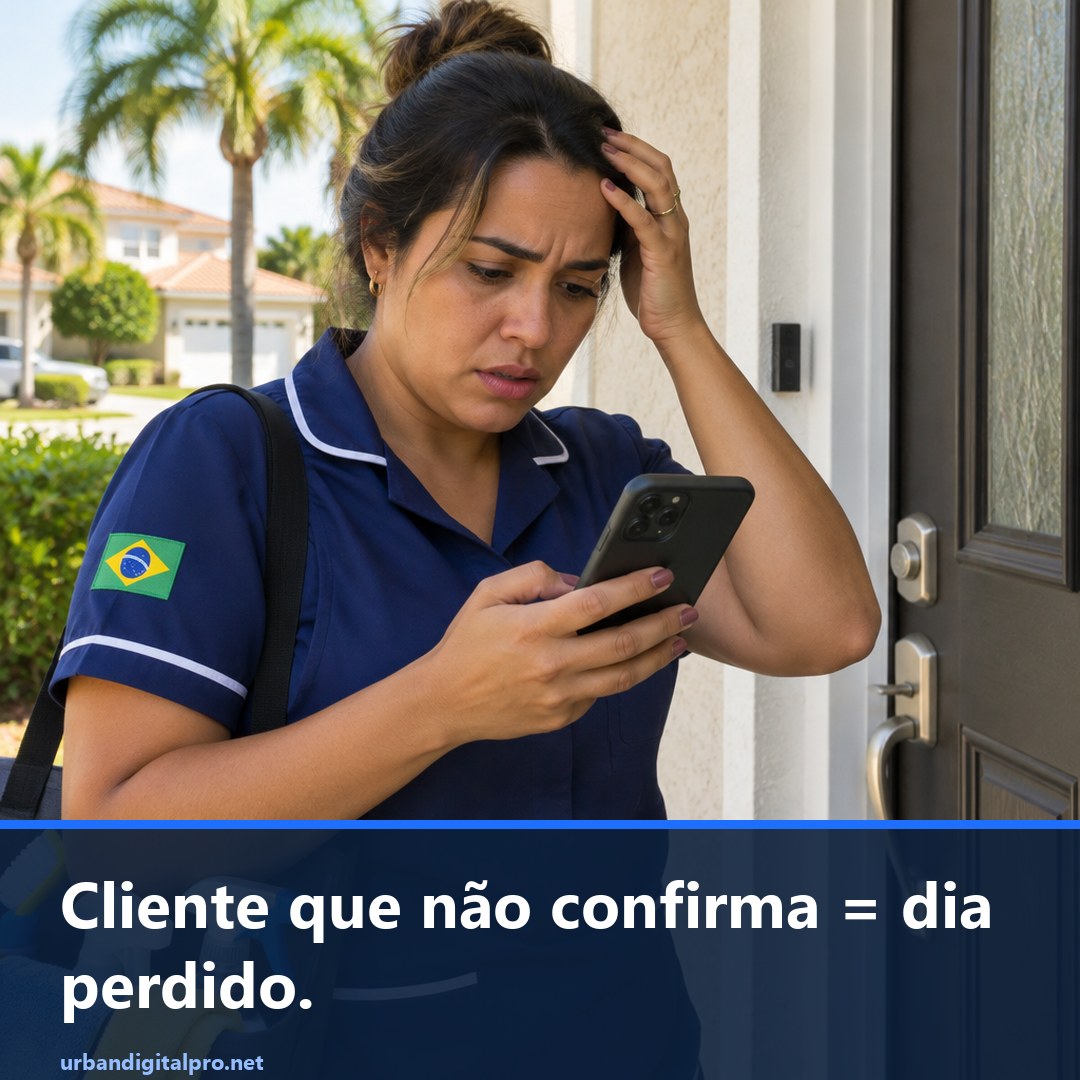 Cliente que não confirma = dia
perdido.
urbandigitalpro.net